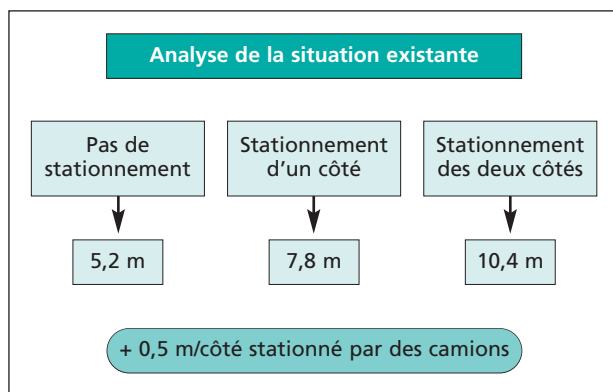 Analyse de la situation existante
Pas de
stationnement
Stationnement
d'un côté
Stationnement
des deux côtés
5,2 m
7,8 m
10,4 m
+ 0,5 m/côté stationné par des camions